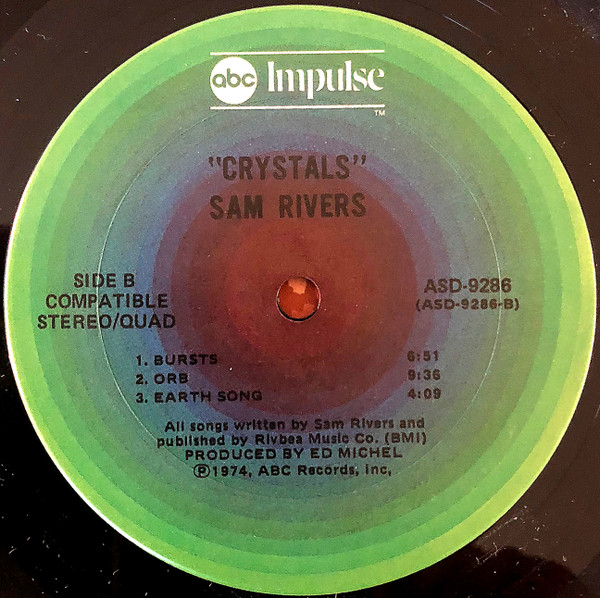 abc Impulse
TM
"CRYSTALS"
SAM RIVERS
SIDE B
COMPATIBLE
STEREO/QUAD
ASD-9286
(ASD-9286-B)
1. BURSTS 6:51
2. ORB 9:36
3. EARTH SONG 4:09
All songs written by Sam Rivers and
published by Rivbea Music Co. (BMI)
PRODUCED BY ED MICHEL
℗1974, ABC Records, Inc,